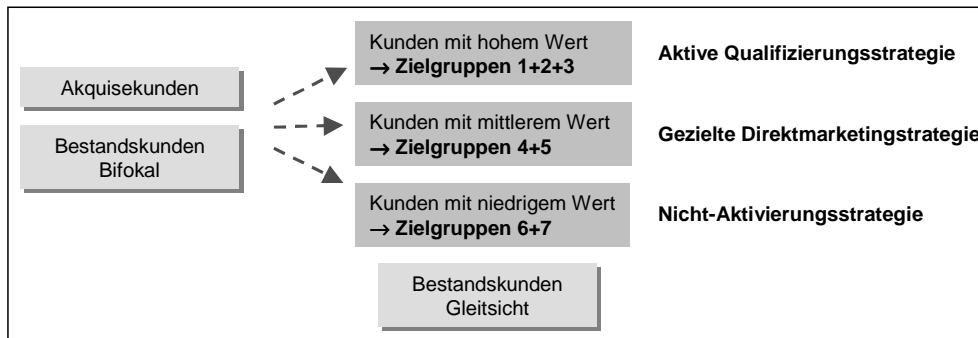 Kunden mit hohem Wert
→ Zielgruppen 1+2+3
Aktive Qualifizierungsstrategie
Akquisekunden
Kunden mit mittlerem Wert
→ Zielgruppen 4+5
Gezielte Direktmarketingstrategie
Bestandskunden
Bifokal
Kunden mit niedrigem Wert
→ Zielgruppen 6+7
Nicht-Aktivierungsstrategie
Bestandskunden
Gleitsicht